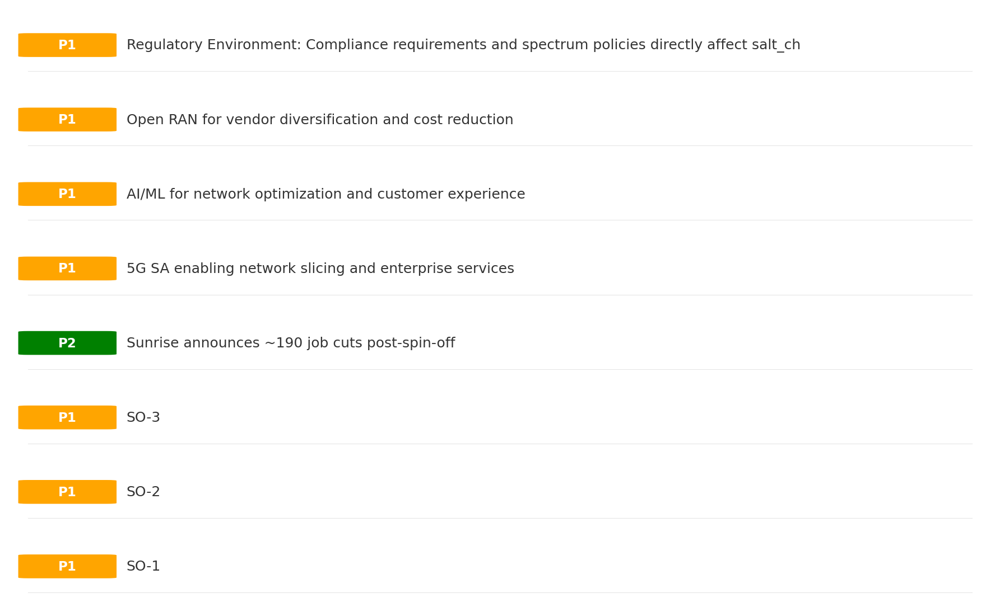 P1 Regulatory Environment: Compliance requirements and spectrum policies directly affect salt_ch
P1 Open RAN for vendor diversification and cost reduction
P1 AI/ML for network optimization and customer experience
P1 5G SA enabling network slicing and enterprise services
P2 Sunrise announces ~190 job cuts post-spin-off
P1 SO-3
P1 SO-2
P1 SO-1